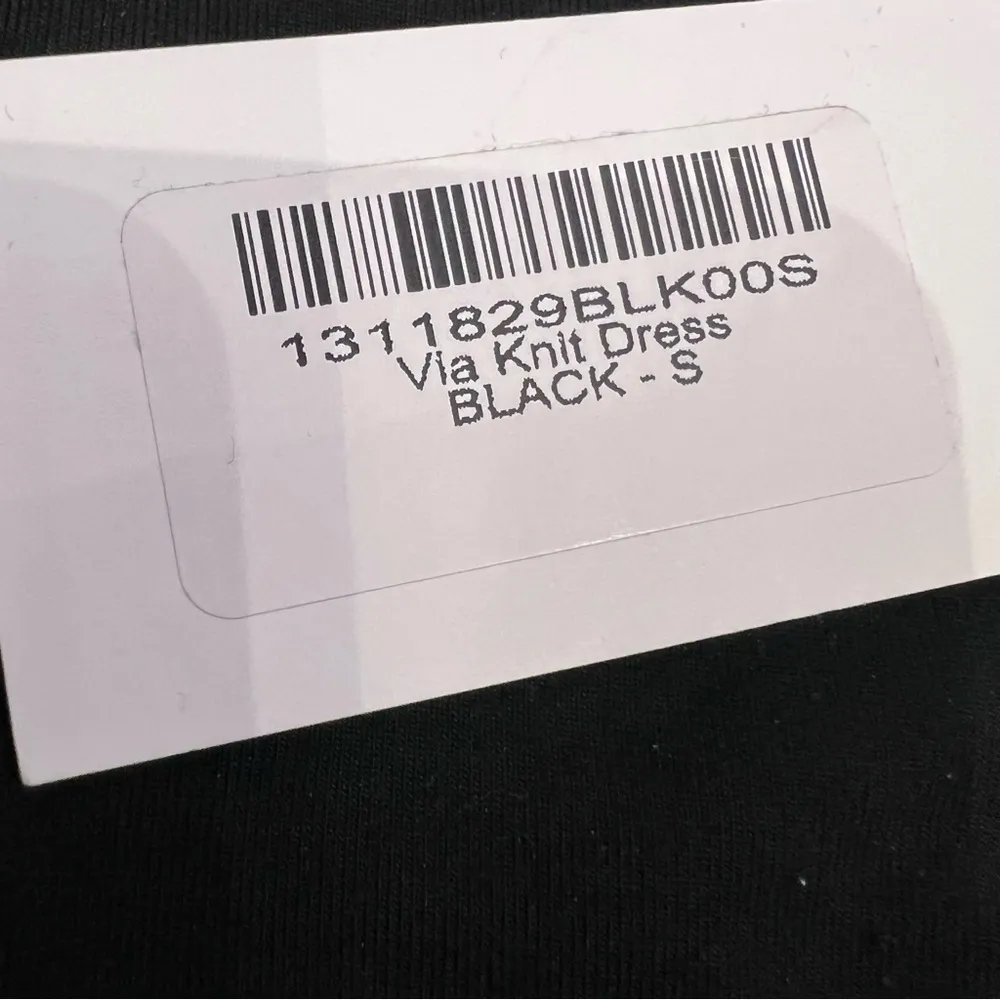 1311829BLK00S
Via Knit Dress
BLACK - S